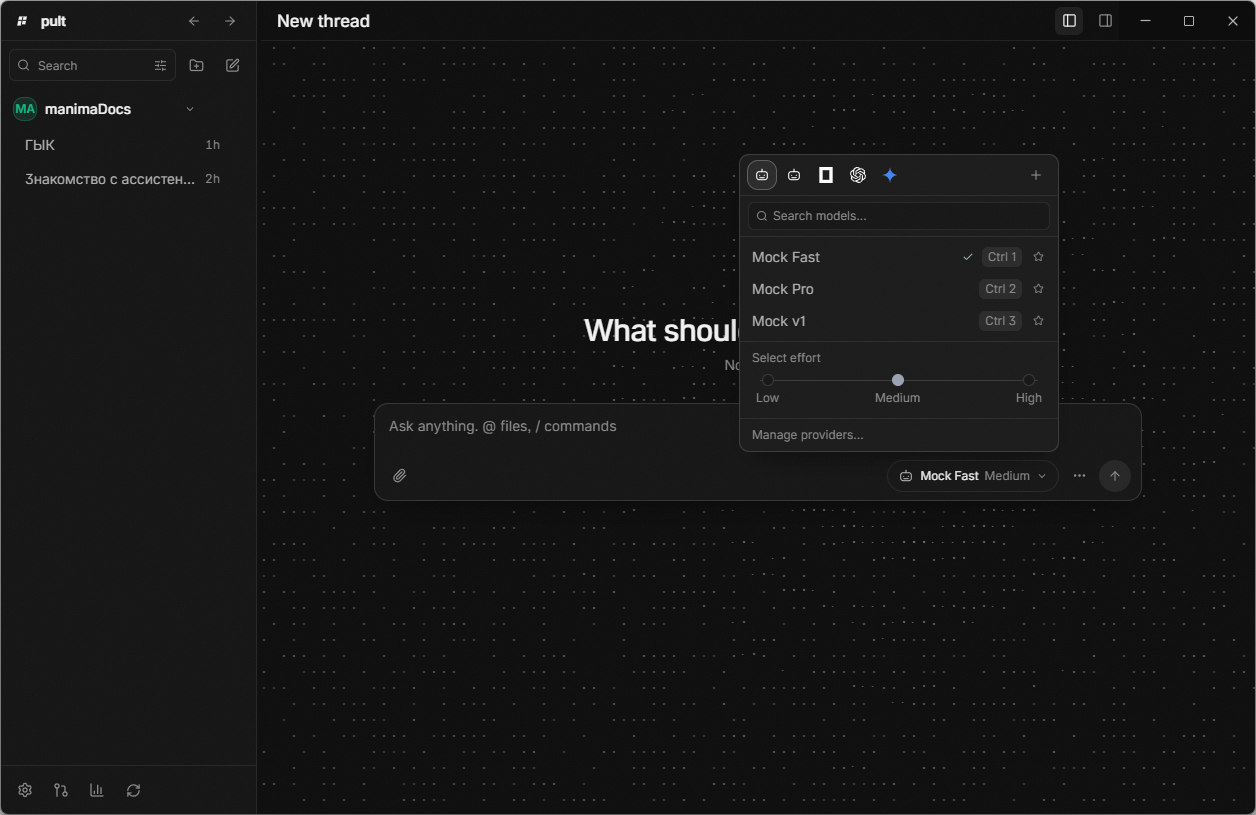 pult
New thread
Search
MA manimaDocs
ГЫК 1h
Знакомство с ассистен... 2h
Search models...
Mock Fast Ctrl 1
Mock Pro Ctrl 2
Mock v1 Ctrl 3
What shoul
No
Select effort
Low Medium High
Manage providers...
Ask anything. @ files, / commands
Mock Fast Medium